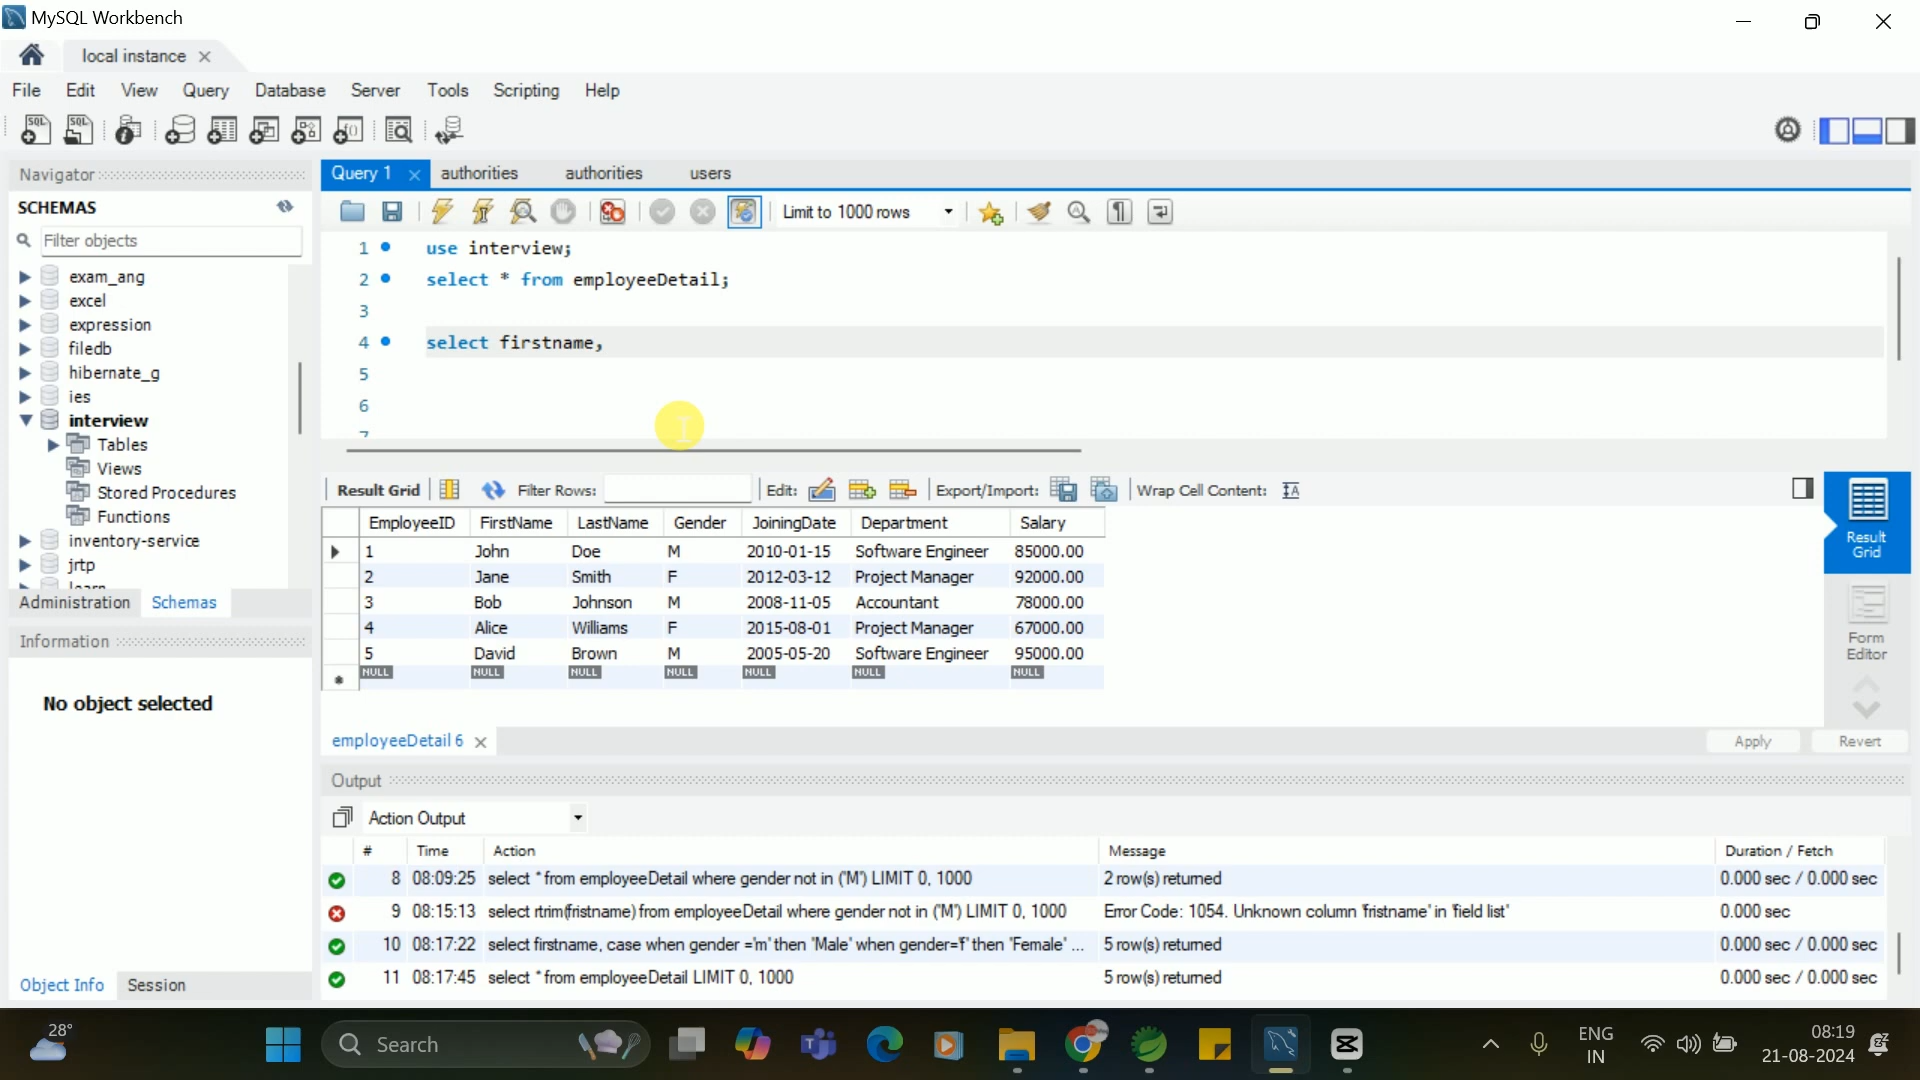 MySQL Workbench
local instance
File Edit View Query Database Server Tools Scripting Help
Navigator
SCHEMAS
Filter objects
exam_ang
excel
expression
filedb
hibernate_g
ies
interview
Tables
Views
Stored Procedures
Functions
inventory-service
jrtp
learn
Administration Schemas
Information
No object selected
Object Info Session
Query 1 authorities authorities users
Limit to 1000 rows
1 use interview;
2 select * from employeeDetail;
3
4 select firstname,
5
6
7
Result Grid Filter Rows: Edit: Export/Import: Wrap Cell Content:
EmployeeID FirstName LastName Gender JoiningDate Department Salary
1 John Doe M 2010-01-15 Software Engineer 85000.00
2 Jane Smith F 2012-03-12 Project Manager 92000.00
3 Bob Johnson M 2008-11-05 Accountant 78000.00
4 Alice Williams F 2015-08-01 Project Manager 67000.00
5 David Brown M 2005-05-20 Software Engineer 95000.00
NULL NULL NULL NULL NULL NULL NULL
Result
Grid
Form
Editor
employeeDetail 6 Apply Revert
Output
Action Output
# Time Action Message Duration / Fetch
8 08:09:25 select * from employeeDetail where gender not in ('M') LIMIT 0, 1000 2 row(s) returned 0.000 sec / 0.000 sec
9 08:15:13 select rtrim(fristname) from employeeDetail where gender not in ('M') LIMIT 0, 1000 Error Code: 1054. Unknown column 'fristname' in 'field list' 0.000 sec
10 08:17:22 select firstname, case when gender ='m' then 'Male' when gender='f' then 'Female' ... 5 row(s) returned 0.000 sec / 0.000 sec
11 08:17:45 select * from employeeDetail LIMIT 0, 1000 5 row(s) returned 0.000 sec / 0.000 sec
28°
Search
ENG
IN
08:19
21-08-2024